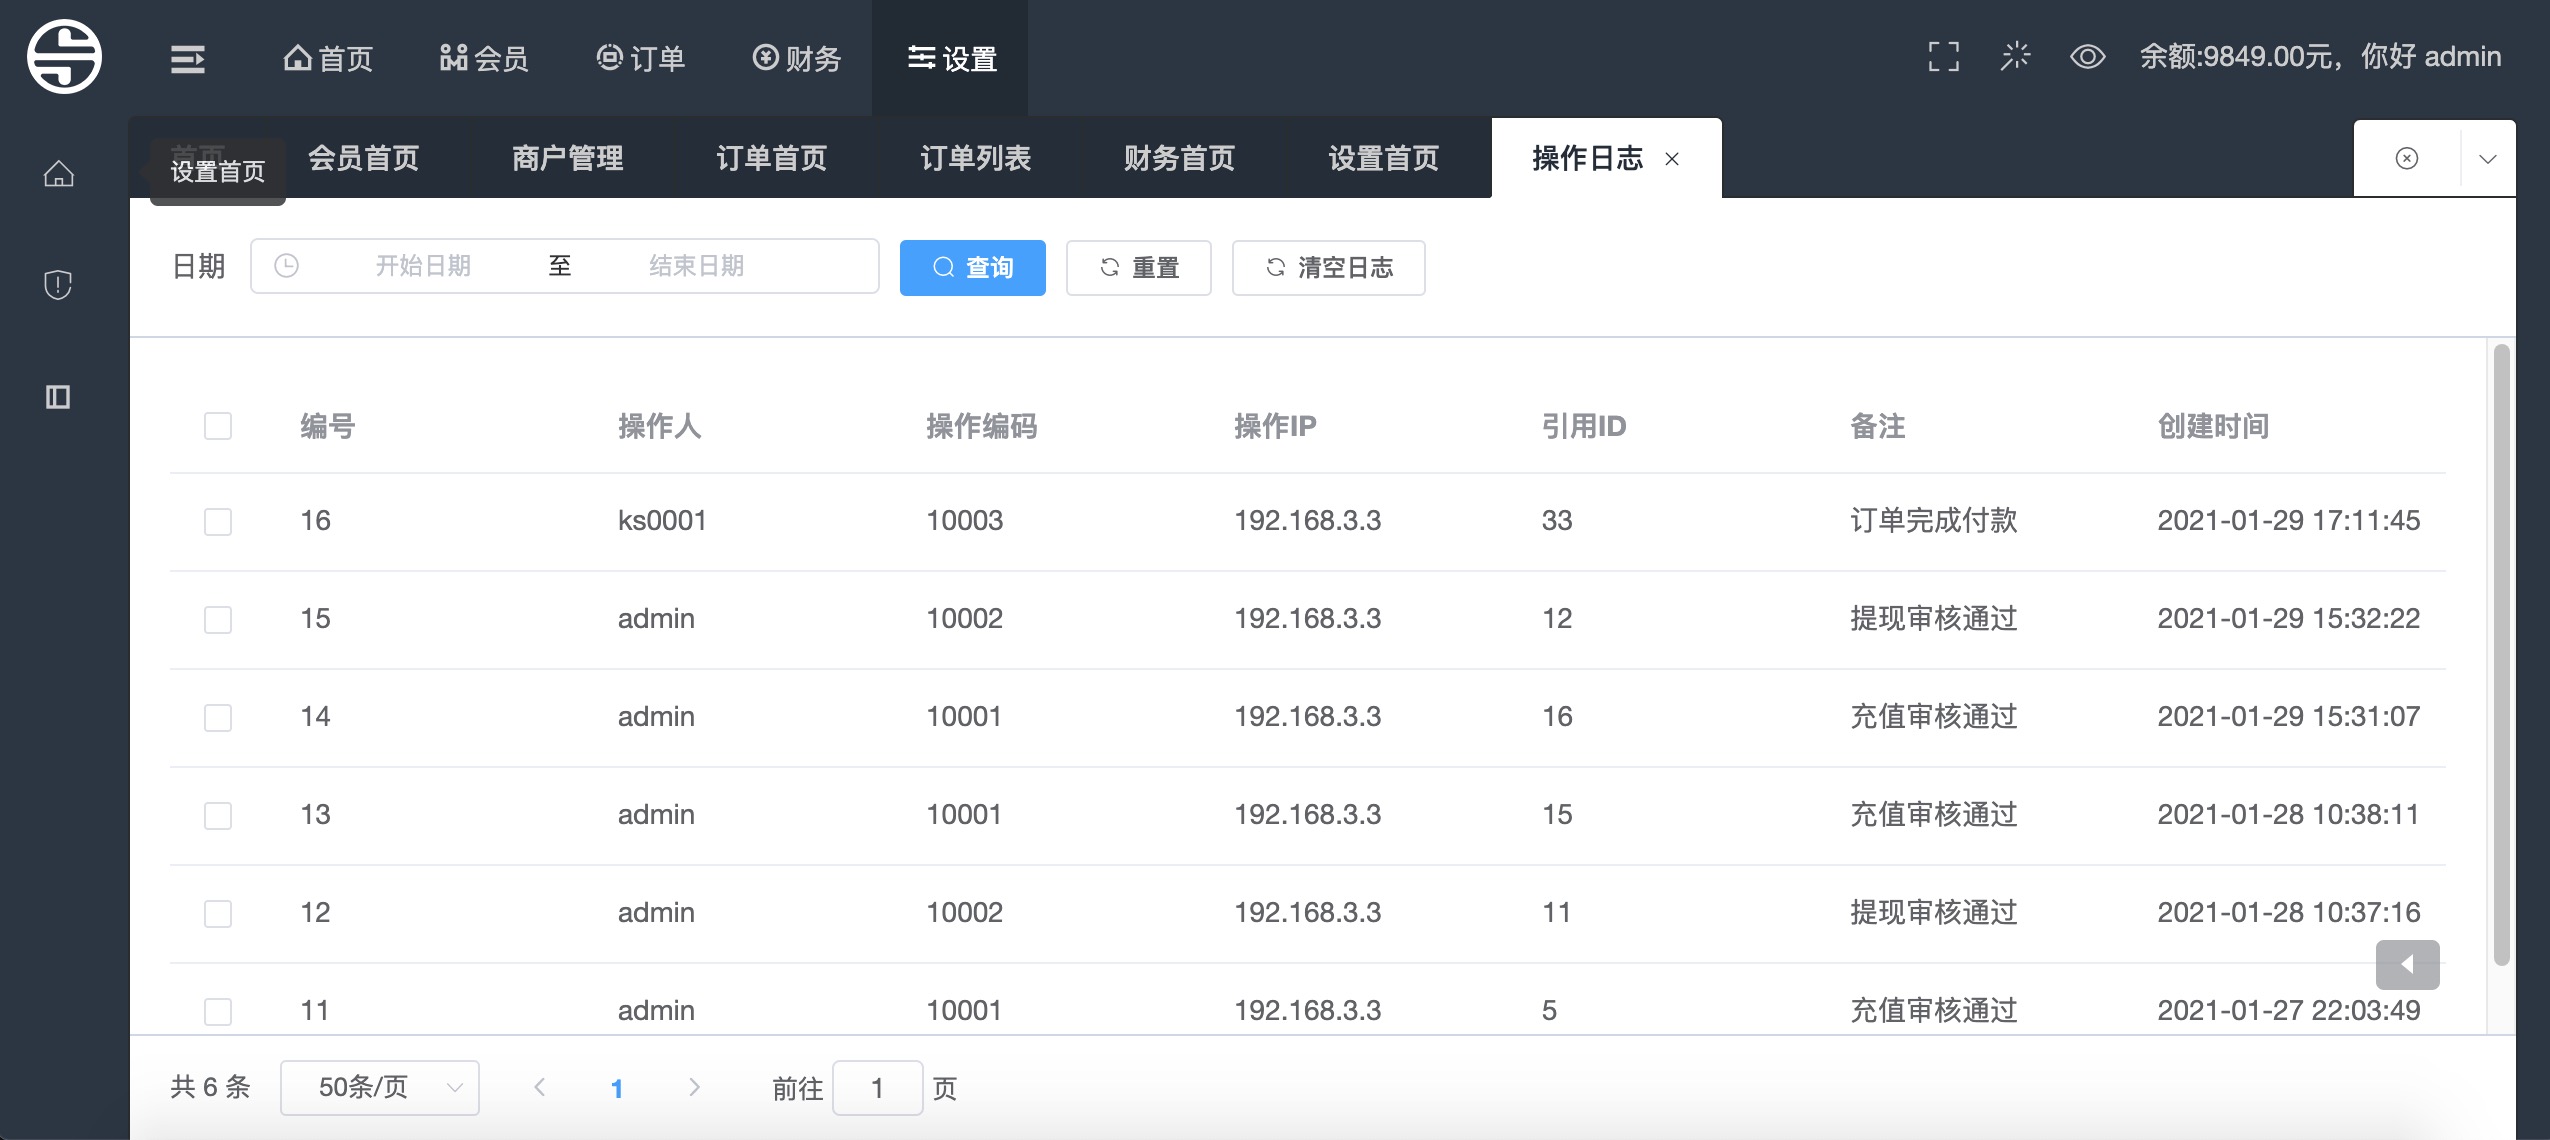 首页 会员 订单 财务 设置 余额:9849.00元，你好 admin
首页 会员首页 商户管理 订单首页 订单列表 财务首页 设置首页 操作日志
设置首页
日期 开始日期 至 结束日期 查询 重置 清空日志
编号 操作人 操作编码 操作IP 引用ID 备注 创建时间
16 ks0001 10003 192.168.3.3 33 订单完成付款 2021-01-29 17:11:45
15 admin 10002 192.168.3.3 12 提现审核通过 2021-01-29 15:32:22
14 admin 10001 192.168.3.3 16 充值审核通过 2021-01-29 15:31:07
13 admin 10001 192.168.3.3 15 充值审核通过 2021-01-28 10:38:11
12 admin 10002 192.168.3.3 11 提现审核通过 2021-01-28 10:37:16
11 admin 10001 192.168.3.3 5 充值审核通过 2021-01-27 22:03:49
共 6 条 50条/页 1 前往 1 页